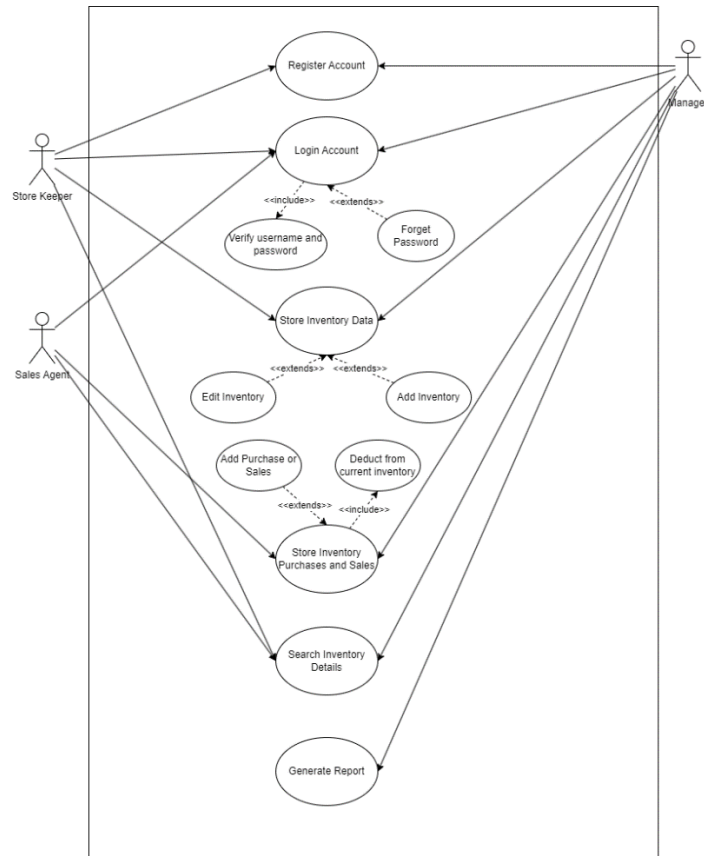 Register Account
Manage
Login Account
Store Keeper
<<include>>
<<extends>>
Verify username and
password
Forget
Password
Store Inventory Data
Sales Agent
<<extends>>
<<extends>>
Edit Inventory
Add Inventory
Add Purchase or
Sales
Deduct from
current inventory
<<extends>>
<<include>>
Store Inventory
Purchases and Sales
Search Inventory
Details
Generate Report